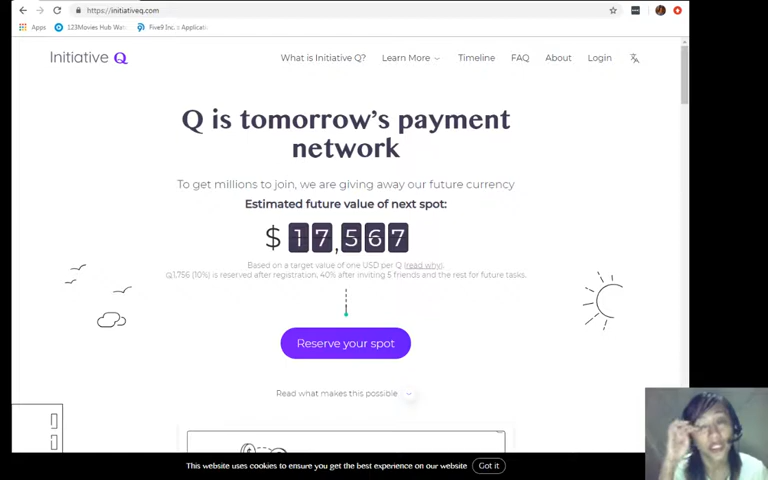 https://initiativeq.com
Apps 123Movies Hub Wat Five9 Inc. :: Applicati
Initiative Q
What is Initiative Q? Learn More Timeline FAQ About Login
Q is tomorrow's payment
network
To get millions to join, we are giving away our future currency
Estimated future value of next spot:
$ 17,567
Based on a target value of one USD per Q (read why).
Q1,756 (10%) is reserved after registration, 40% after inviting 5 friends and the rest for future tasks.
Reserve your spot
Read what makes this possible
This website uses cookies to ensure you get the best experience on our website Got it